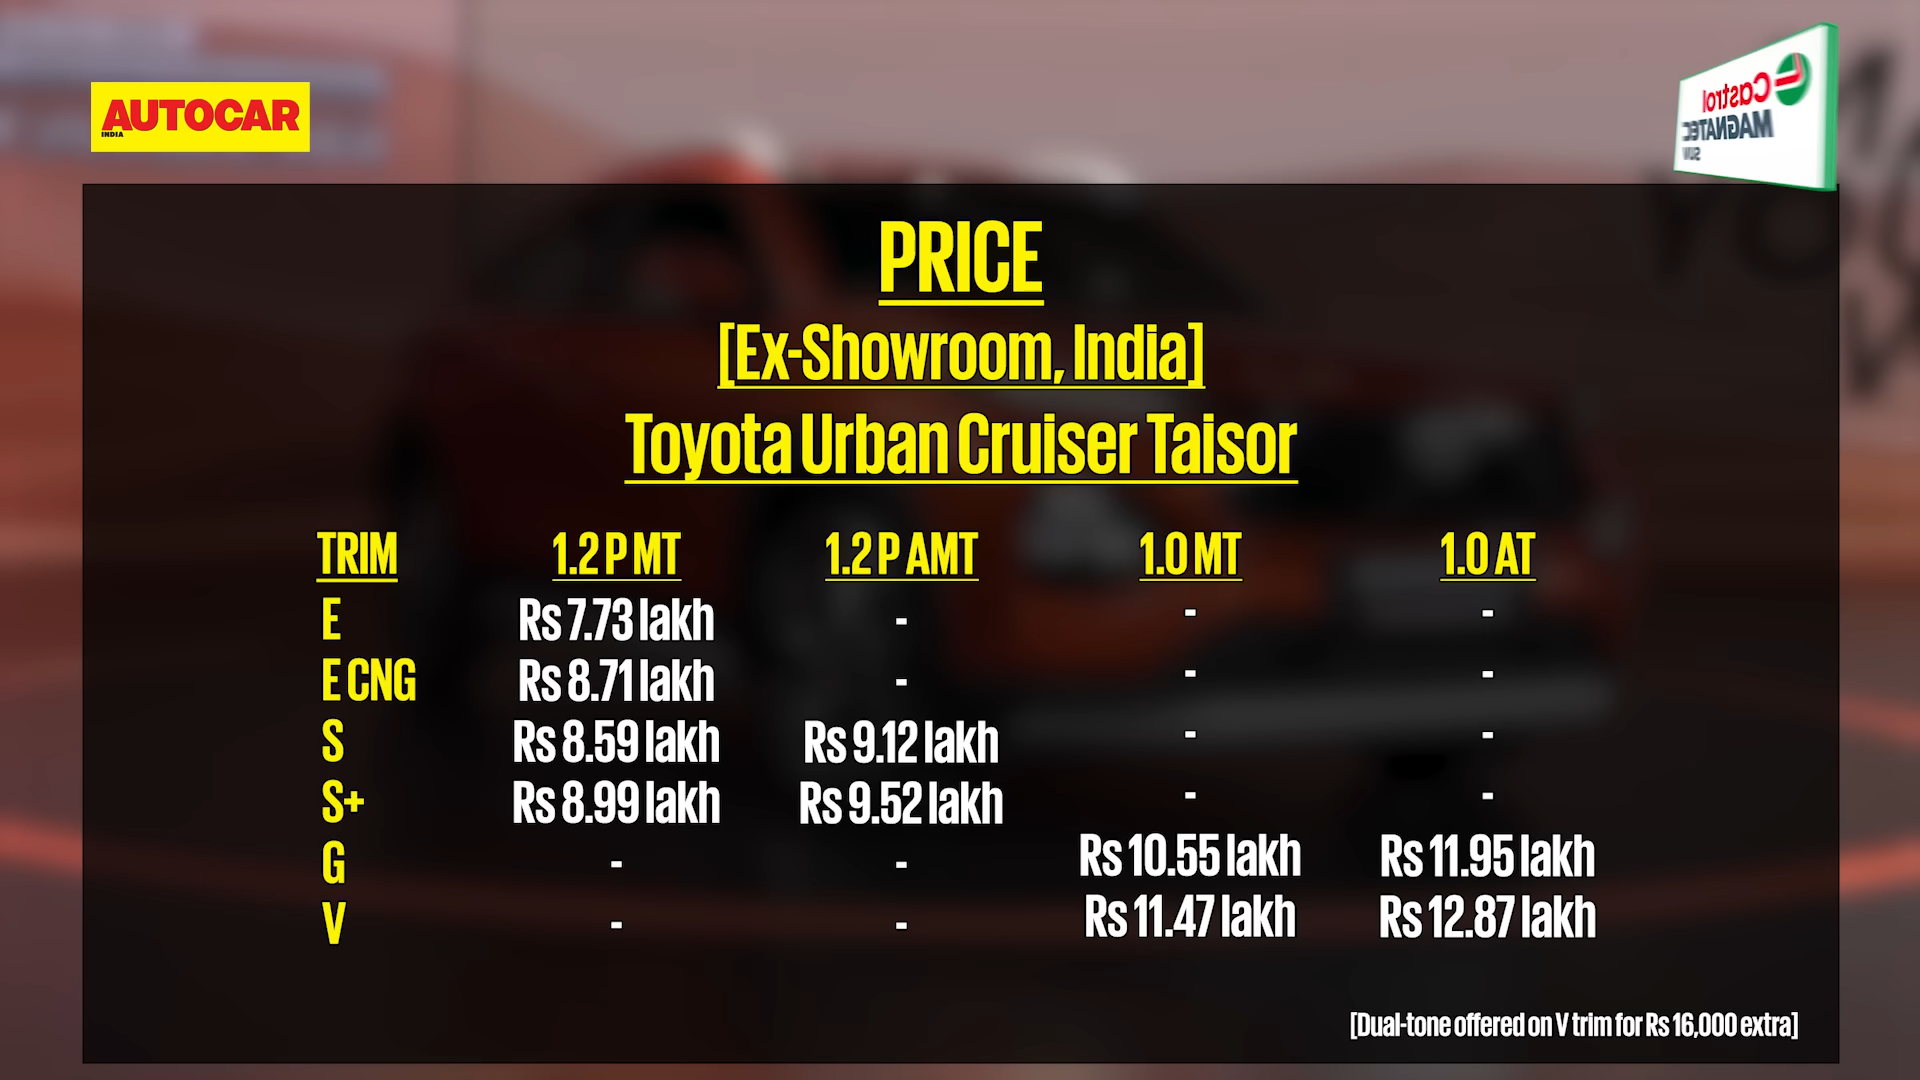 AUTOCAR
INDIA
Castrol
MAGNATEC
SUV
PRICE
[Ex-Showroom, India]
Toyota Urban Cruiser Taisor
TRIM 1.2 P MT 1.2 P AMT 1.0 MT 1.0 AT
E Rs 7.73 lakh - - -
E CNG Rs 8.71 lakh - - -
S Rs 8.59 lakh Rs 9.12 lakh - -
S+ Rs 8.99 lakh Rs 9.52 lakh - -
G - - Rs 10.55 lakh Rs 11.95 lakh
V - - Rs 11.47 lakh Rs 12.87 lakh
[Dual-tone offered on V trim for Rs 16,000 extra]